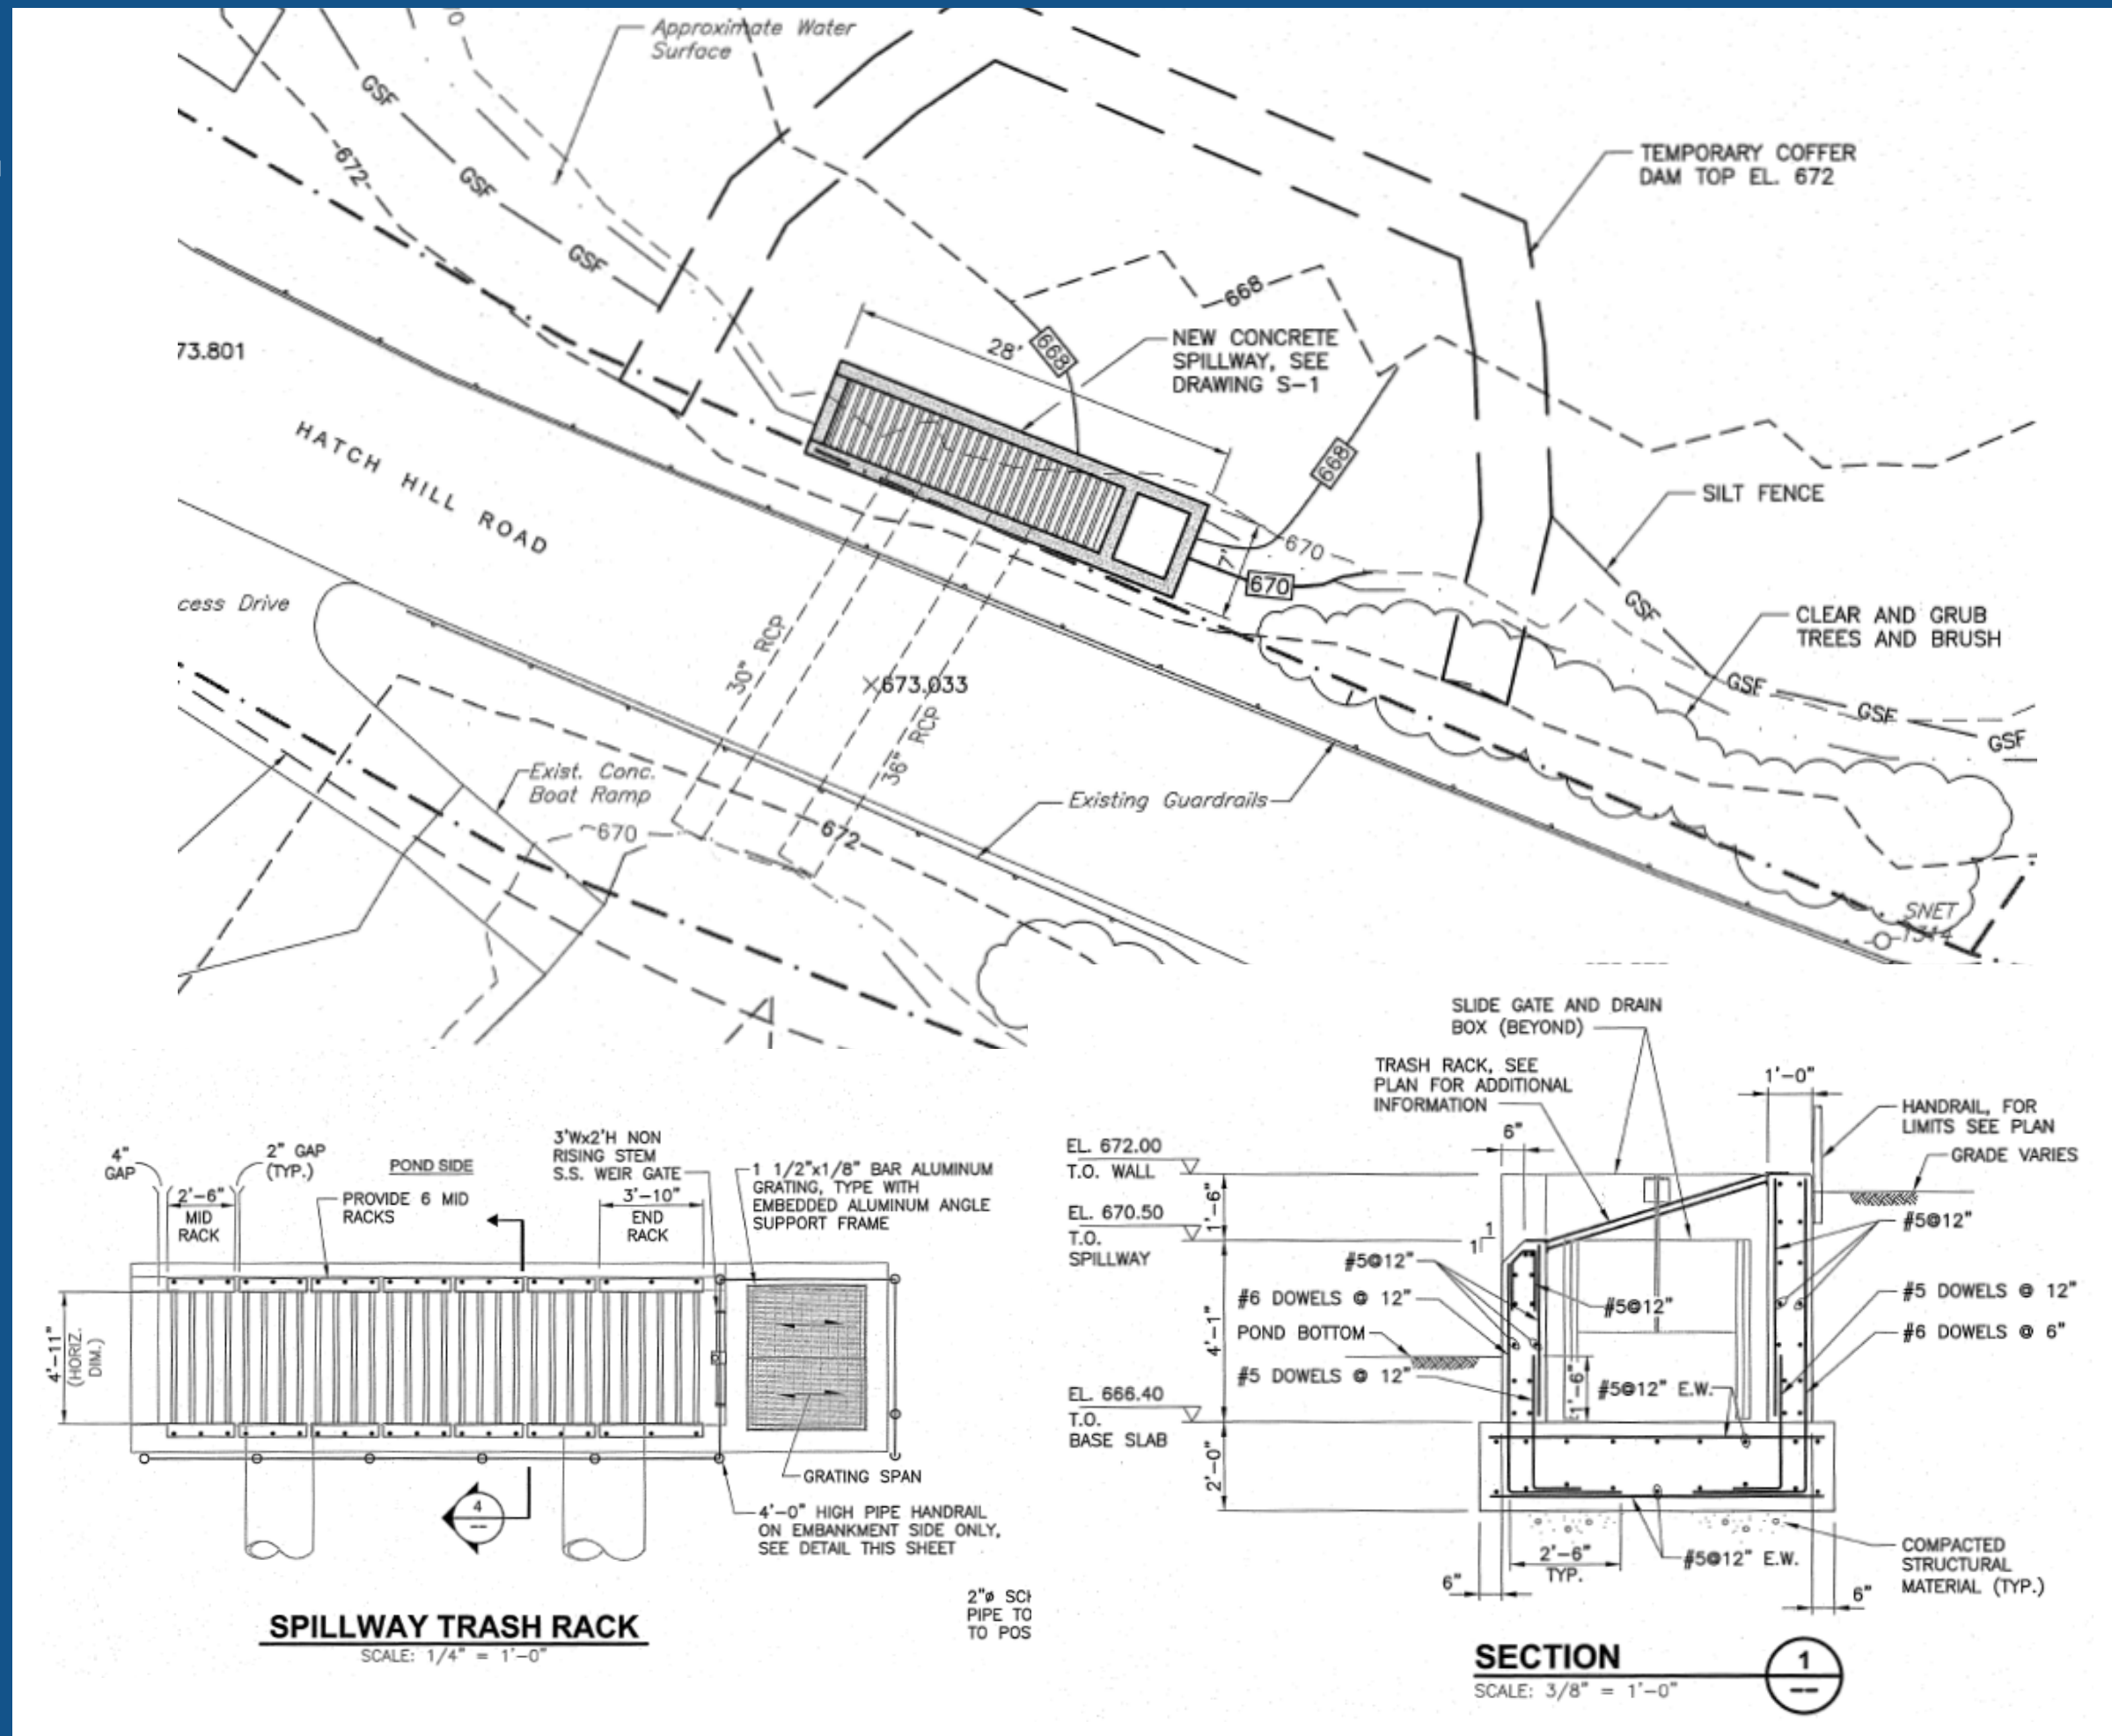 Approximate Water
Surface
GSF
GSF
GSF
-672-
TEMPORARY COFFER
DAM TOP EL. 672
668
28'
668
NEW CONCRETE
SPILLWAY, SEE
DRAWING S-1
73.801
HATCH HILL ROAD
668
SILT FENCE
670
7'
670
cess Drive
GSF
CLEAR AND GRUB
TREES AND BRUSH
30" RCP
673.033
36" RCP
GSF
GSF
GSF
Exist. Conc.
Boat Ramp
670
672
Existing Guardrails
SNET
1314
SLIDE GATE AND DRAIN
BOX (BEYOND)
TRASH RACK, SEE
PLAN FOR ADDITIONAL
INFORMATION
1'-0"
HANDRAIL, FOR
LIMITS SEE PLAN
GRADE VARIES
6"
EL. 672.00
T.O. WALL
1'-6"
EL. 670.50
T.O.
SPILLWAY
1
1
#5@12"
#5@12"
#6 DOWELS @ 12"
#5@12"
#5 DOWELS @ 12"
POND BOTTOM
4'-1"
#6 DOWELS @ 6"
#5 DOWELS @ 12"
1'-6"
#5@12" E.W.
EL. 666.40
T.O.
BASE SLAB
2'-0"
2'-6"
TYP.
#5@12" E.W.
COMPACTED
STRUCTURAL
MATERIAL (TYP.)
6"
6"
SECTION
SCALE: 3/8" = 1'-0"
1
--
4"
GAP
2" GAP
(TYP.)
POND SIDE
3'Wx2'H NON
RISING STEM
S.S. WEIR GATE
1 1/2"x1/8" BAR ALUMINUM
GRATING, TYPE WITH
EMBEDDED ALUMINUM ANGLE
SUPPORT FRAME
2'-6"
MID
RACK
PROVIDE 6 MID
RACKS
3'-10"
END
RACK
4'-11"
(HORIZ.
DIM.)
GRATING SPAN
4
--
4'-0" HIGH PIPE HANDRAIL
ON EMBANKMENT SIDE ONLY,
SEE DETAIL THIS SHEET
2"ø SCH
PIPE TO
TO POS
SPILLWAY TRASH RACK
SCALE: 1/4" = 1'-0"